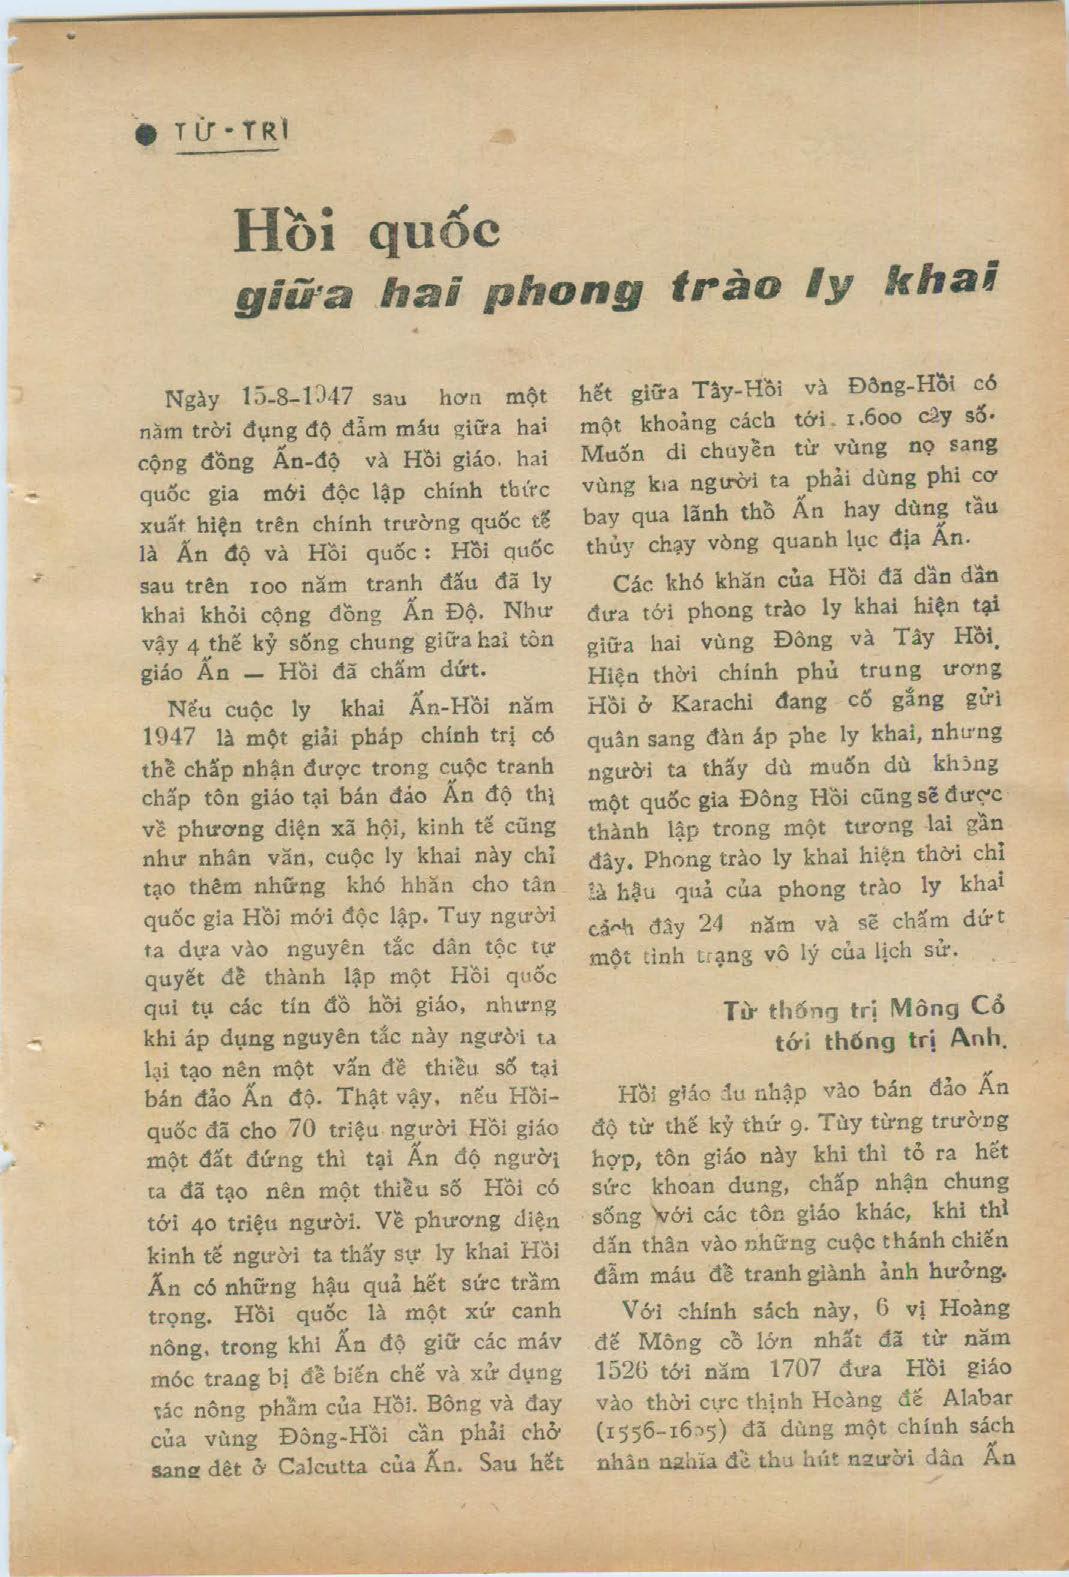 ● TỪ - TRÌ
Hồi quốc
giữa hai phong trào ly khai
Ngày 15-8-1947 sau hơn một
năm trời đụng độ đẫm máu giữa hai
cộng đồng Ấn-độ và Hồi giáo, hai
quốc gia mới độc lập chính thức
xuất hiện trên chính trường quốc tế
là Ấn độ và Hồi quốc : Hồi quốc
sau trên 100 năm tranh đấu đã ly
khai khỏi cộng đồng Ấn Độ. Như
vậy 4 thế kỷ sống chung giữa hai tôn
giáo Ấn — Hồi đã chấm dứt.
Nếu cuộc ly khai Ấn-Hồi năm
1947 là một giải pháp chính trị có
thể chấp nhận được trong cuộc tranh
chấp tôn giáo tại bán đảo Ấn độ thị
về phương diện xã hội, kinh tế cũng
như nhân văn, cuộc ly khai này chỉ
tạo thêm những khó hhăn cho tân
quốc gia Hồi mới độc lập. Tuy người
ta dựa vào nguyên tắc dân tộc tự
quyết để thành lập một Hồi quốc
qui tụ các tín đồ hồi giáo, nhưng
khi áp dụng nguyên tắc này người ta
lại tạo nên một vấn đề thiểu số tại
bán đảo Ấn độ. Thật vậy, nếu Hồi-
quốc đã cho 70 triệu người Hồi giáo
một đất đứng thì tại Ấn độ người
ta đã tạo nên một thiểu số Hồi có
tới 40 triệu người. Về phương diện
kinh tế người ta thấy sự ly khai Hồi
Ấn có những hậu quả hết sức trầm
trọng. Hồi quốc là một xứ canh
nông, trong khi Ấn độ giữ các máy
móc trang bị để biến chế và xử dụng
các nông phẩm của Hồi. Bông và đay
của vùng Đông-Hồi cần phải chở
sang dệt ở Calcutta của Ấn. Sau hết
hết giữa Tây-Hồi và Đông-Hồi có
một khoảng cách tới 1.600 cây số.
Muốn di chuyển từ vùng nọ sang
vùng kia người ta phải dùng phi cơ
bay qua lãnh thổ Ấn hay dùng tầu
thủy chạy vòng quanh lục địa Ấn.
Các khó khăn của Hồi đã dần dần
đưa tới phong trào ly khai hiện tại
giữa hai vùng Đông và Tây Hồi.
Hiện thời chính phủ trung ương
Hồi ở Karachi đang cố gắng gửi
quân sang đàn áp phe ly khai, nhưng
người ta thấy dù muốn dù không
một quốc gia Đông Hồi cũng sẽ được
thành lập trong một tương lai gần
đây. Phong trào ly khai hiện thời chỉ
là hậu quả của phong trào ly khai
cách đây 24 năm và sẽ chấm dứt
một tình trạng vô lý của lịch sử.
Từ thống trị Mông Cổ
tới thống trị Anh.
Hồi giáo du nhập vào bán đảo Ấn
độ từ thế kỷ thứ 9. Tùy từng trường
hợp, tôn giáo này khi thì tỏ ra hết
sức khoan dung, chấp nhận chung
sống với các tôn giáo khác, khi thì
dấn thân vào những cuộc thánh chiến
đẫm máu để tranh giành ảnh hưởng.
Với chính sách này, 6 vị Hoàng
đế Mông cổ lớn nhất đã từ năm
1526 tới năm 1707 đưa Hồi giáo
vào thời cực thịnh Hoàng đế Alabar
(1556-1605) đã dùng một chính sách
nhân nghĩa để thu hút người dân Ấn